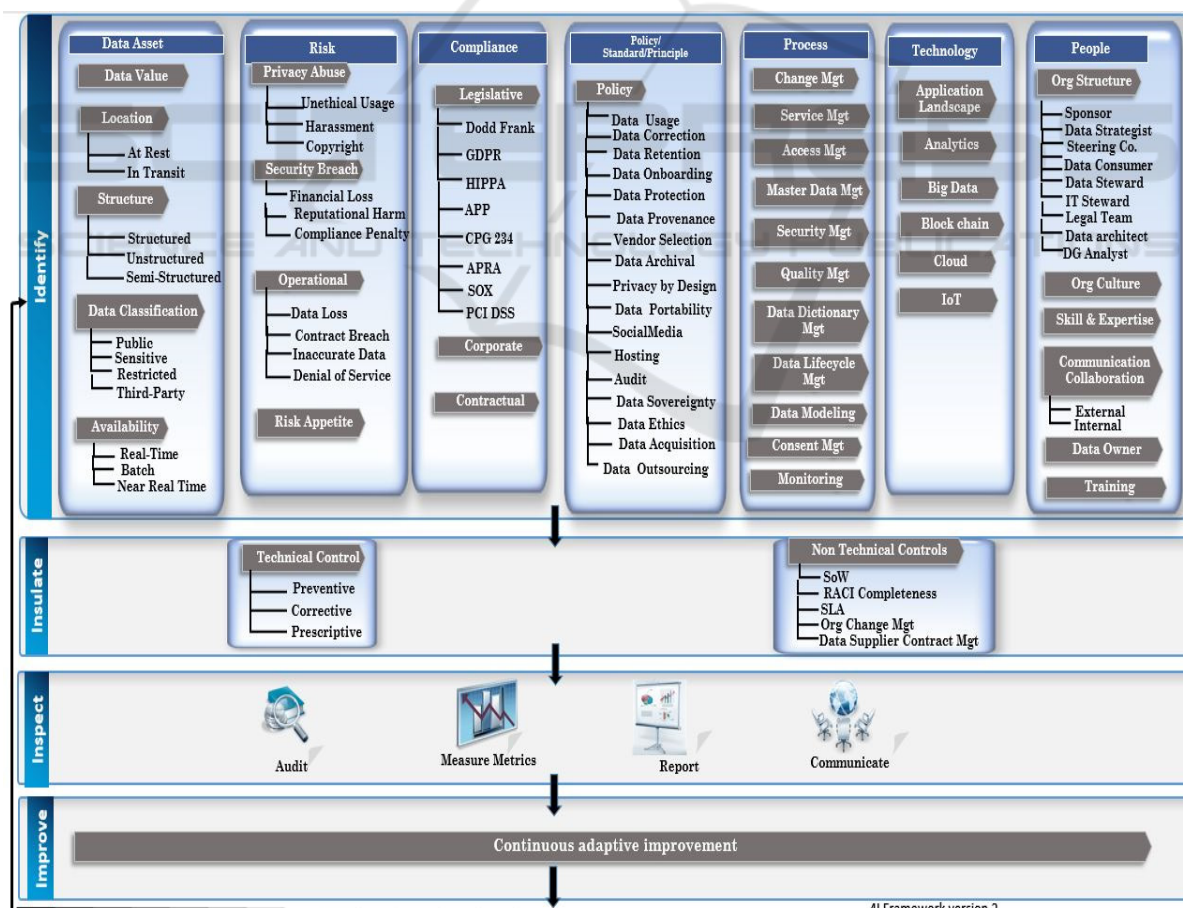 Identify
Data Asset
Data Value
Location
At Rest
In Transit
Structure
Structured
Unstructured
Semi-Structured
Data Classification
Public
Sensitive
Restricted
Third-Party
Availability
Real-Time
Batch
Near Real Time
Risk
Privacy Abuse
Unethical Usage
Harassment
Copyright
Security Breach
Financial Loss
Reputational Harm
Compliance Penalty
Operational
Data Loss
Contract Breach
Inaccurate Data
Denial of Service
Risk Appetite
Compliance
Legislative
Dodd Frank
GDPR
HIPPA
APP
CPG 234
APRA
SOX
PCI DSS
Corporate
Contractual
Policy/
Standard/Principle
Policy
Data Usage
Data Correction
Data Retention
Data Onboarding
Data Protection
Data Provenance
Vendor Selection
Data Archival
Privacy by Design
Data Portability
SocialMedia
Hosting
Audit
Data Sovereignty
Data Ethics
Data Acquisition
Data Outsourcing
Process
Change Mgt
Service Mgt
Access Mgt
Master Data Mgt
Security Mgt
Quality Mgt
Data Dictionary
Mgt
Data Lifecycle
Mgt
Data Modeling
Consent Mgt
Monitoring
Technology
Application
Landscape
Analytics
Big Data
Block chain
Cloud
IoT
People
Org Structure
Sponsor
Data Strategist
Steering Co.
Data Consumer
Data Steward
IT Steward
Legal Team
Data architect
DG Analyst
Org Culture
Skill & Expertise
Communication
Collaboration
External
Internal
Data Owner
Training
Insulate
Technical Control
Preventive
Corrective
Prescriptive
Non Technical Controls
SoW
RACI Completeness
SLA
Org Change Mgt
Data Supplier Contract Mgt
Inspect
Audit
Measure Metrics
Report
Communicate
Improve
Continuous adaptive improvement
4I Framework version 2